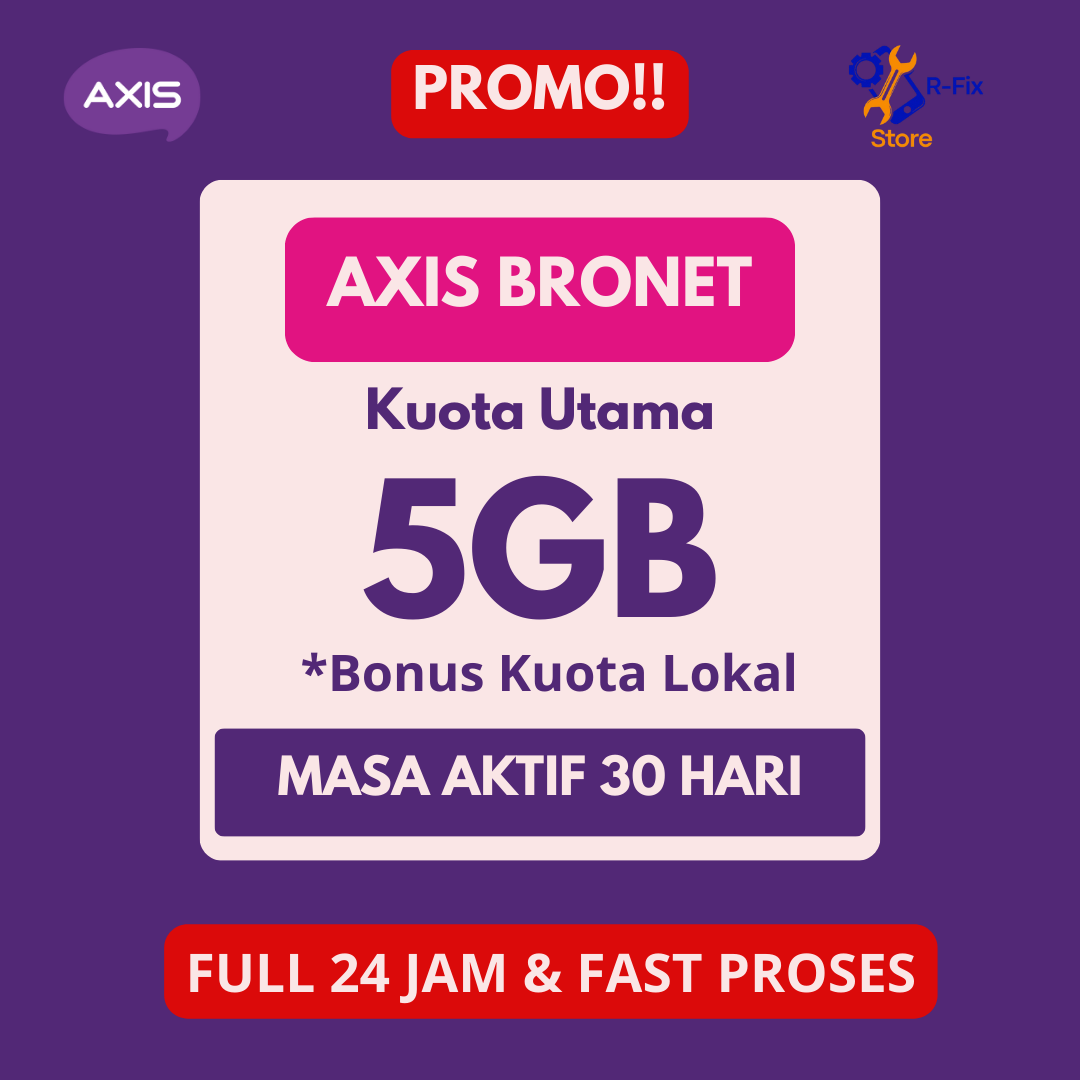 AXIS
PROMO!!
R-Fix
Store
AXIS BRONET
Kuota Utama
5GB
*Bonus Kuota Lokal
MASA AKTIF 30 HARI
FULL 24 JAM & FAST PROSES